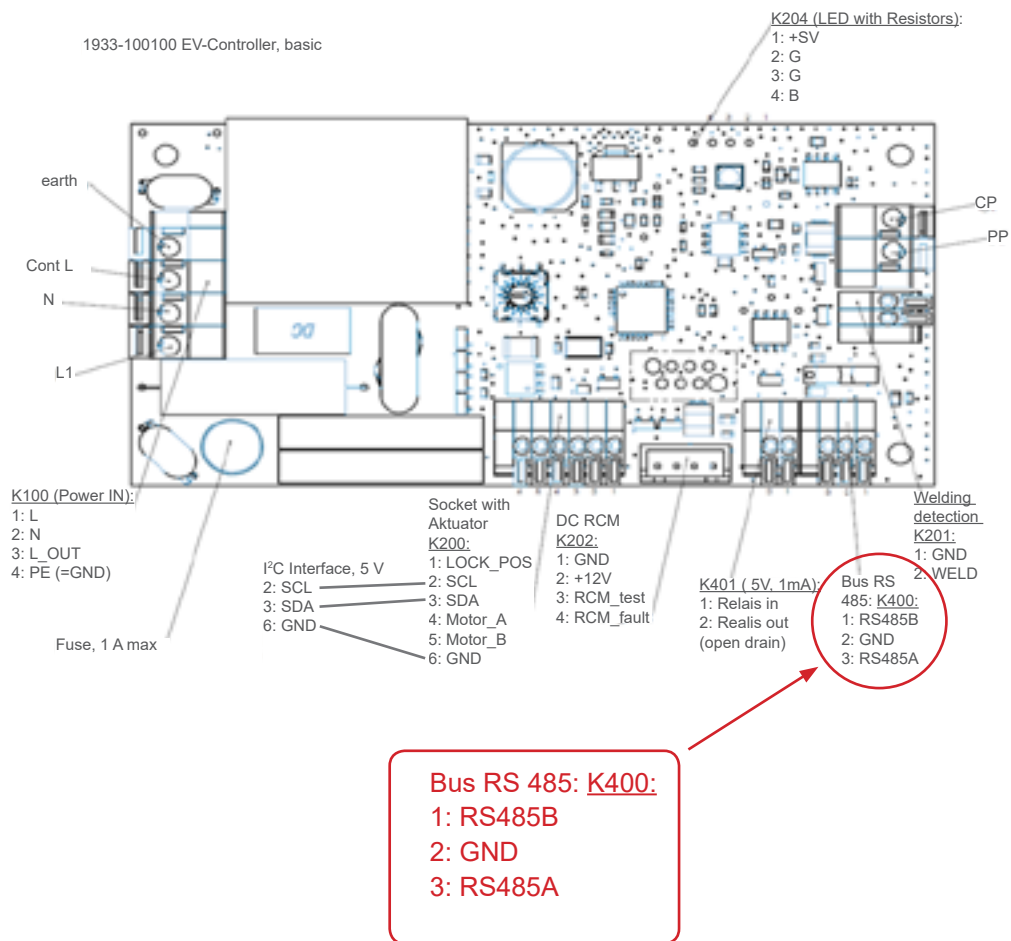 K204 (LED with Resistors):
1: +SV
2: G
3: G
4: B
1933-100100 EV-Controller, basic
earth
Cont L
N
L1
CP
PP
DC
K100 (Power IN):
1: L
2: N
3: L_OUT
4: PE (=GND)
Fuse, 1 A max
I²C Interface, 5 V
2: SCL
3: SDA
6: GND
Socket with
Aktuator
K200:
1: LOCK_POS
2: SCL
3: SDA
4: Motor_A
5: Motor_B
6: GND
DC RCM
K202:
1: GND
2: +12V
3: RCM_test
4: RCM_fault
K401 ( 5V, 1mA):
1: Relais in
2: Realis out
(open drain)
Bus RS
485: K400:
1: RS485B
2: GND
3: RS485A
Welding
detection
K201:
1: GND
2: WELD
Bus RS 485: K400:
1: RS485B
2: GND
3: RS485A